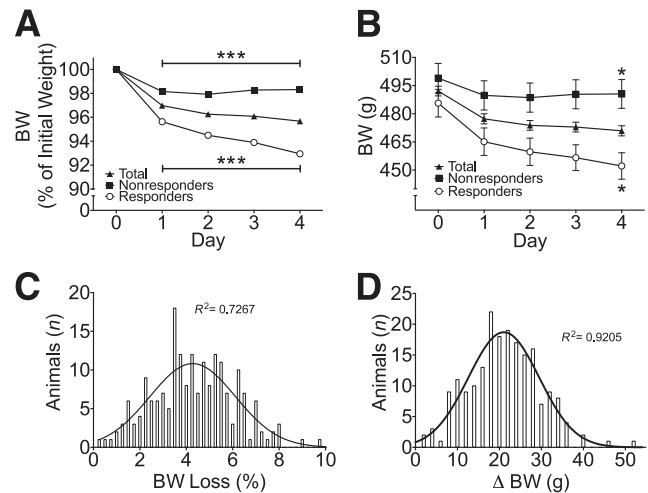 A
BW
(% of Initial Weight)
100
98
96
94
92
90
0
***
***
Total
Nonresponders
Responders
0 1 2 3 4
Day
B
BW (g)
510
495
480
465
450
0
*
*
Total
Nonresponders
Responders
0 1 2 3 4
Day
C
Animals (n)
20
15
10
5
0
R²= 0.7267
0 2 4 6 8 10
BW Loss (%)
D
Animals (n)
25
20
15
10
5
0
R²= 0.9205
0 10 20 30 40 50
Δ BW (g)